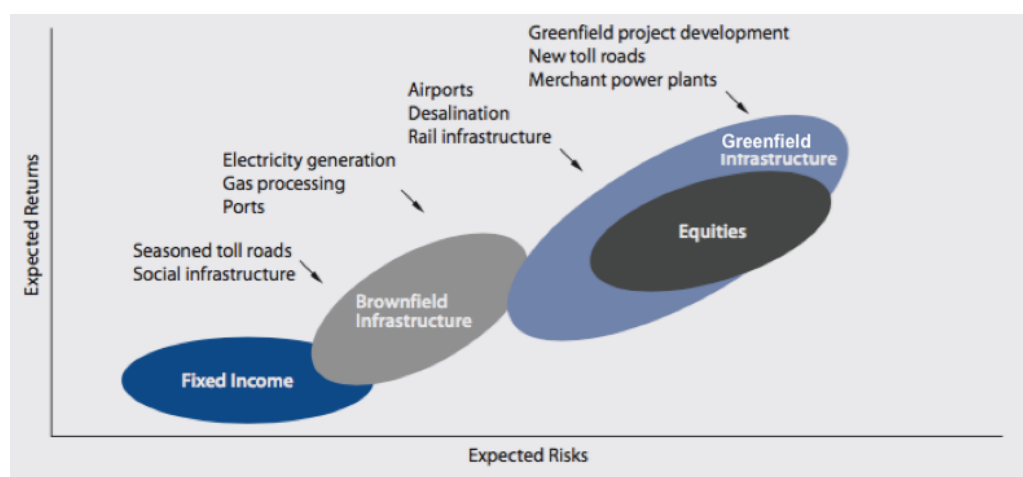 Greenfield project development
New toll roads
Merchant power plants
Airports
Desalination
Rail infrastructure
Greenfield
Infrastructure
Electricity generation
Gas processing
Ports
Equities
Seasoned toll roads
Social infrastructure
Brownfield
Infrastructure
Fixed Income
Expected Returns
Expected Risks